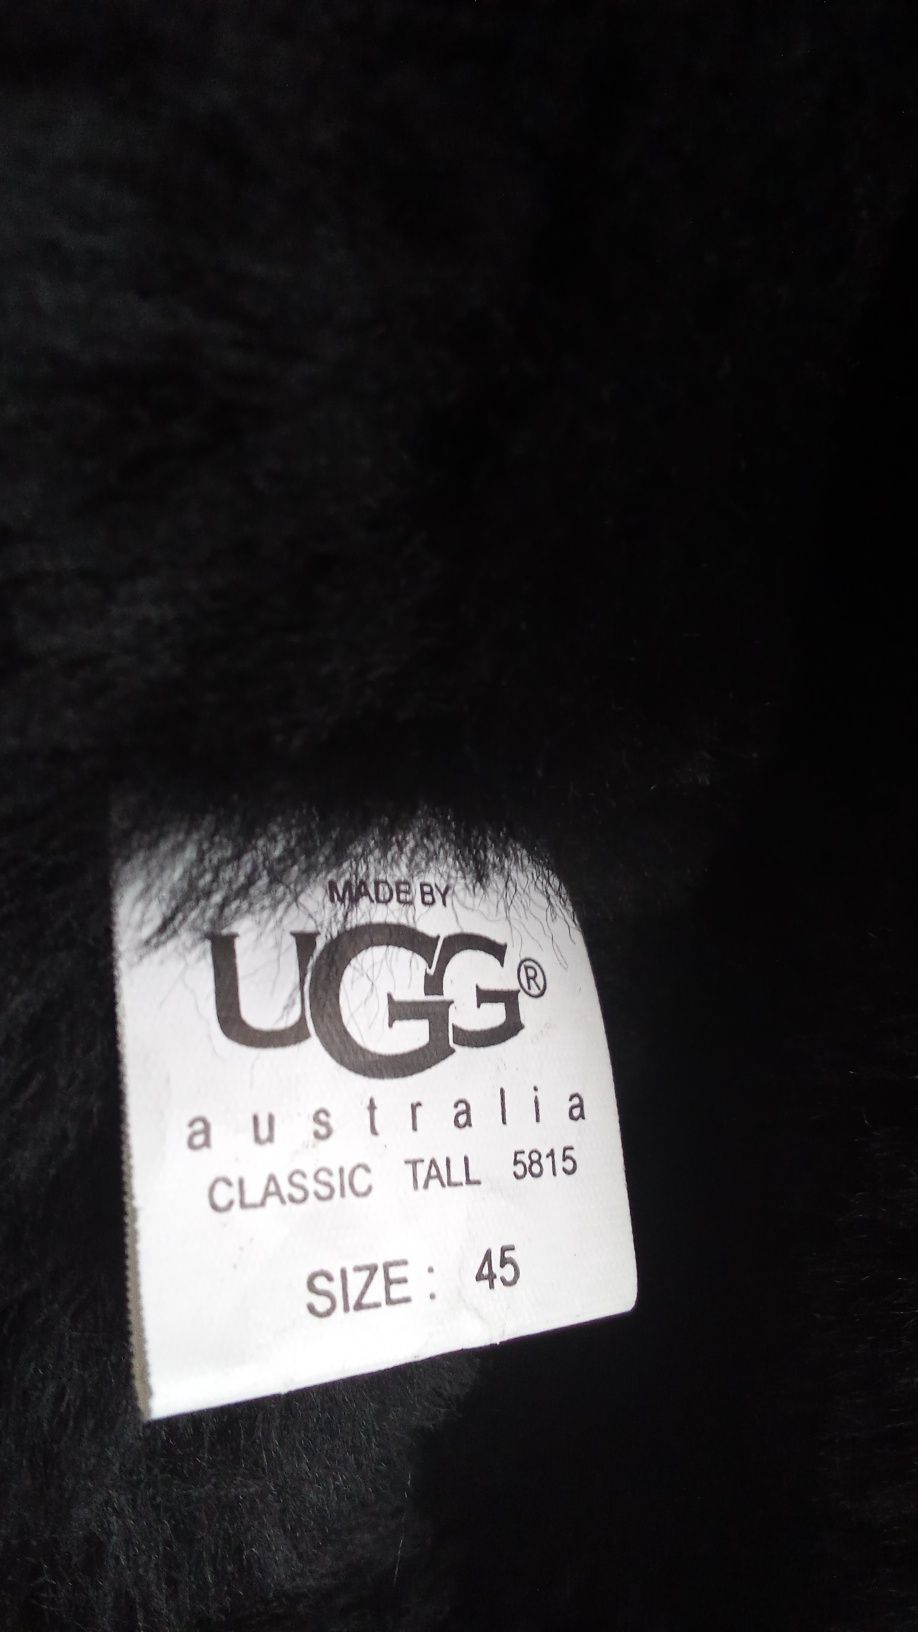 MADE BY
UGG®
australia
CLASSIC TALL 5815
SIZE: 45